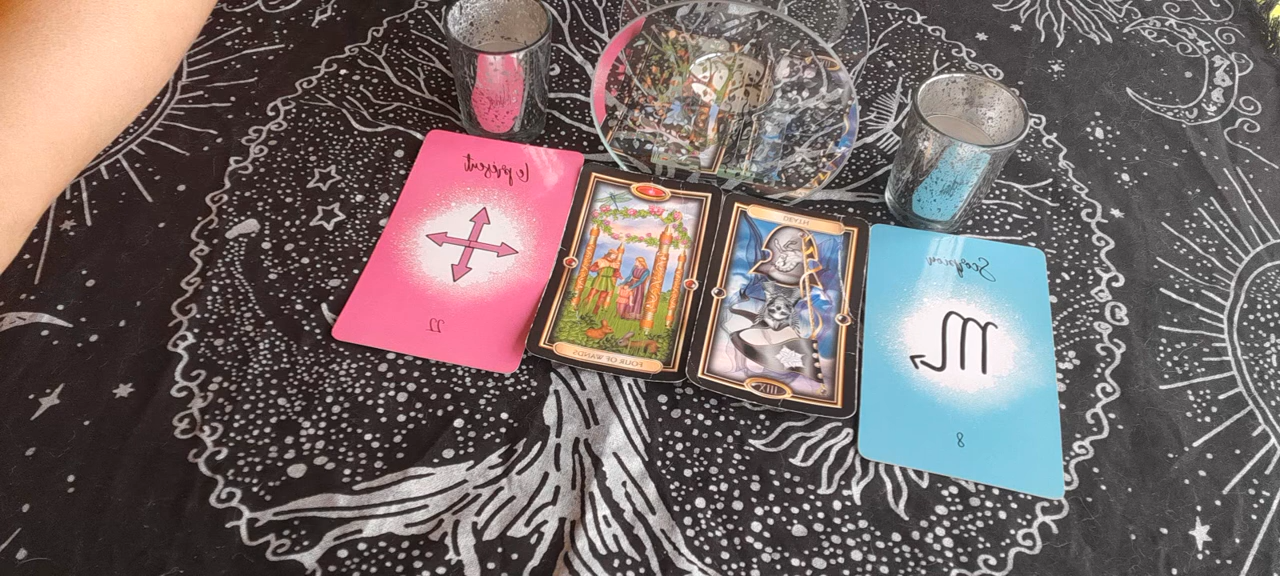 Le présent
22
FOUR OF WANDS
DEATH
XIII
Scorpion
8